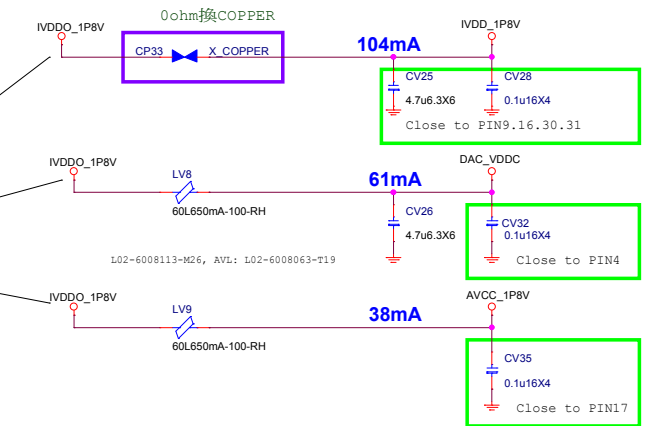 0ohm換COPPER
IVDDO_1P8V
IVDD_1P8V
CP33
X_COPPER
104mA
CV25
4.7u6.3X6
CV28
0.1u16X4
Close to PIN9.16.30.31
IVDDO_1P8V
DAC_VDDC
LV8
60L650mA-100-RH
61mA
CV26
4.7u6.3X6
CV32
0.1u16X4
L02-6008113-M26, AVL: L02-6008063-T19
Close to PIN4
IVDDO_1P8V
AVCC_1P8V
LV9
60L650mA-100-RH
38mA
CV35
0.1u16X4
Close to PIN17